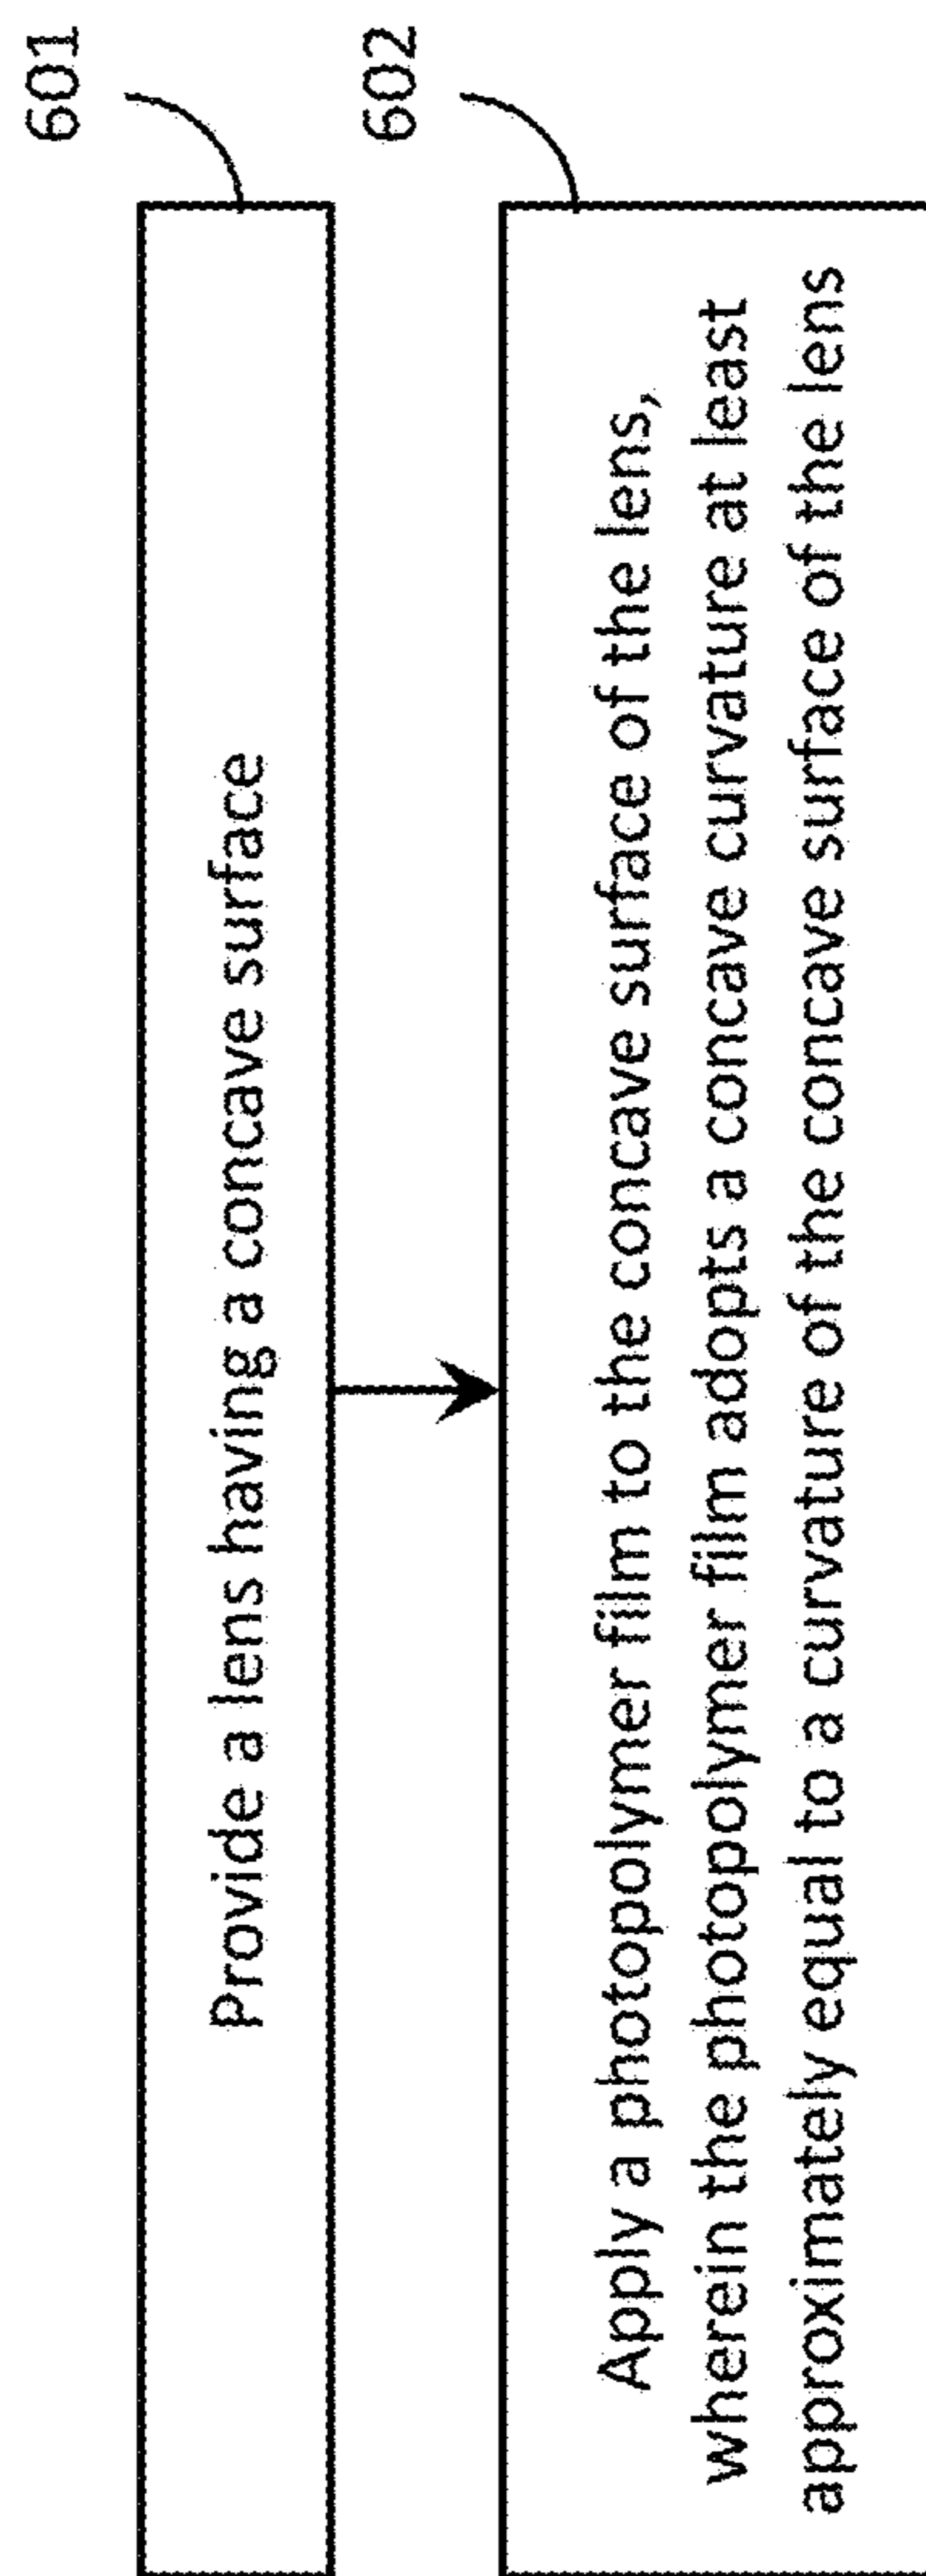 601
Provide a lens having a concave surface
602
Apply a photopolymer film to the concave surface of the lens,
wherein the photopolymer film adopts a concave curvature at least
approximately equal to a curvature of the concave surface of the lens